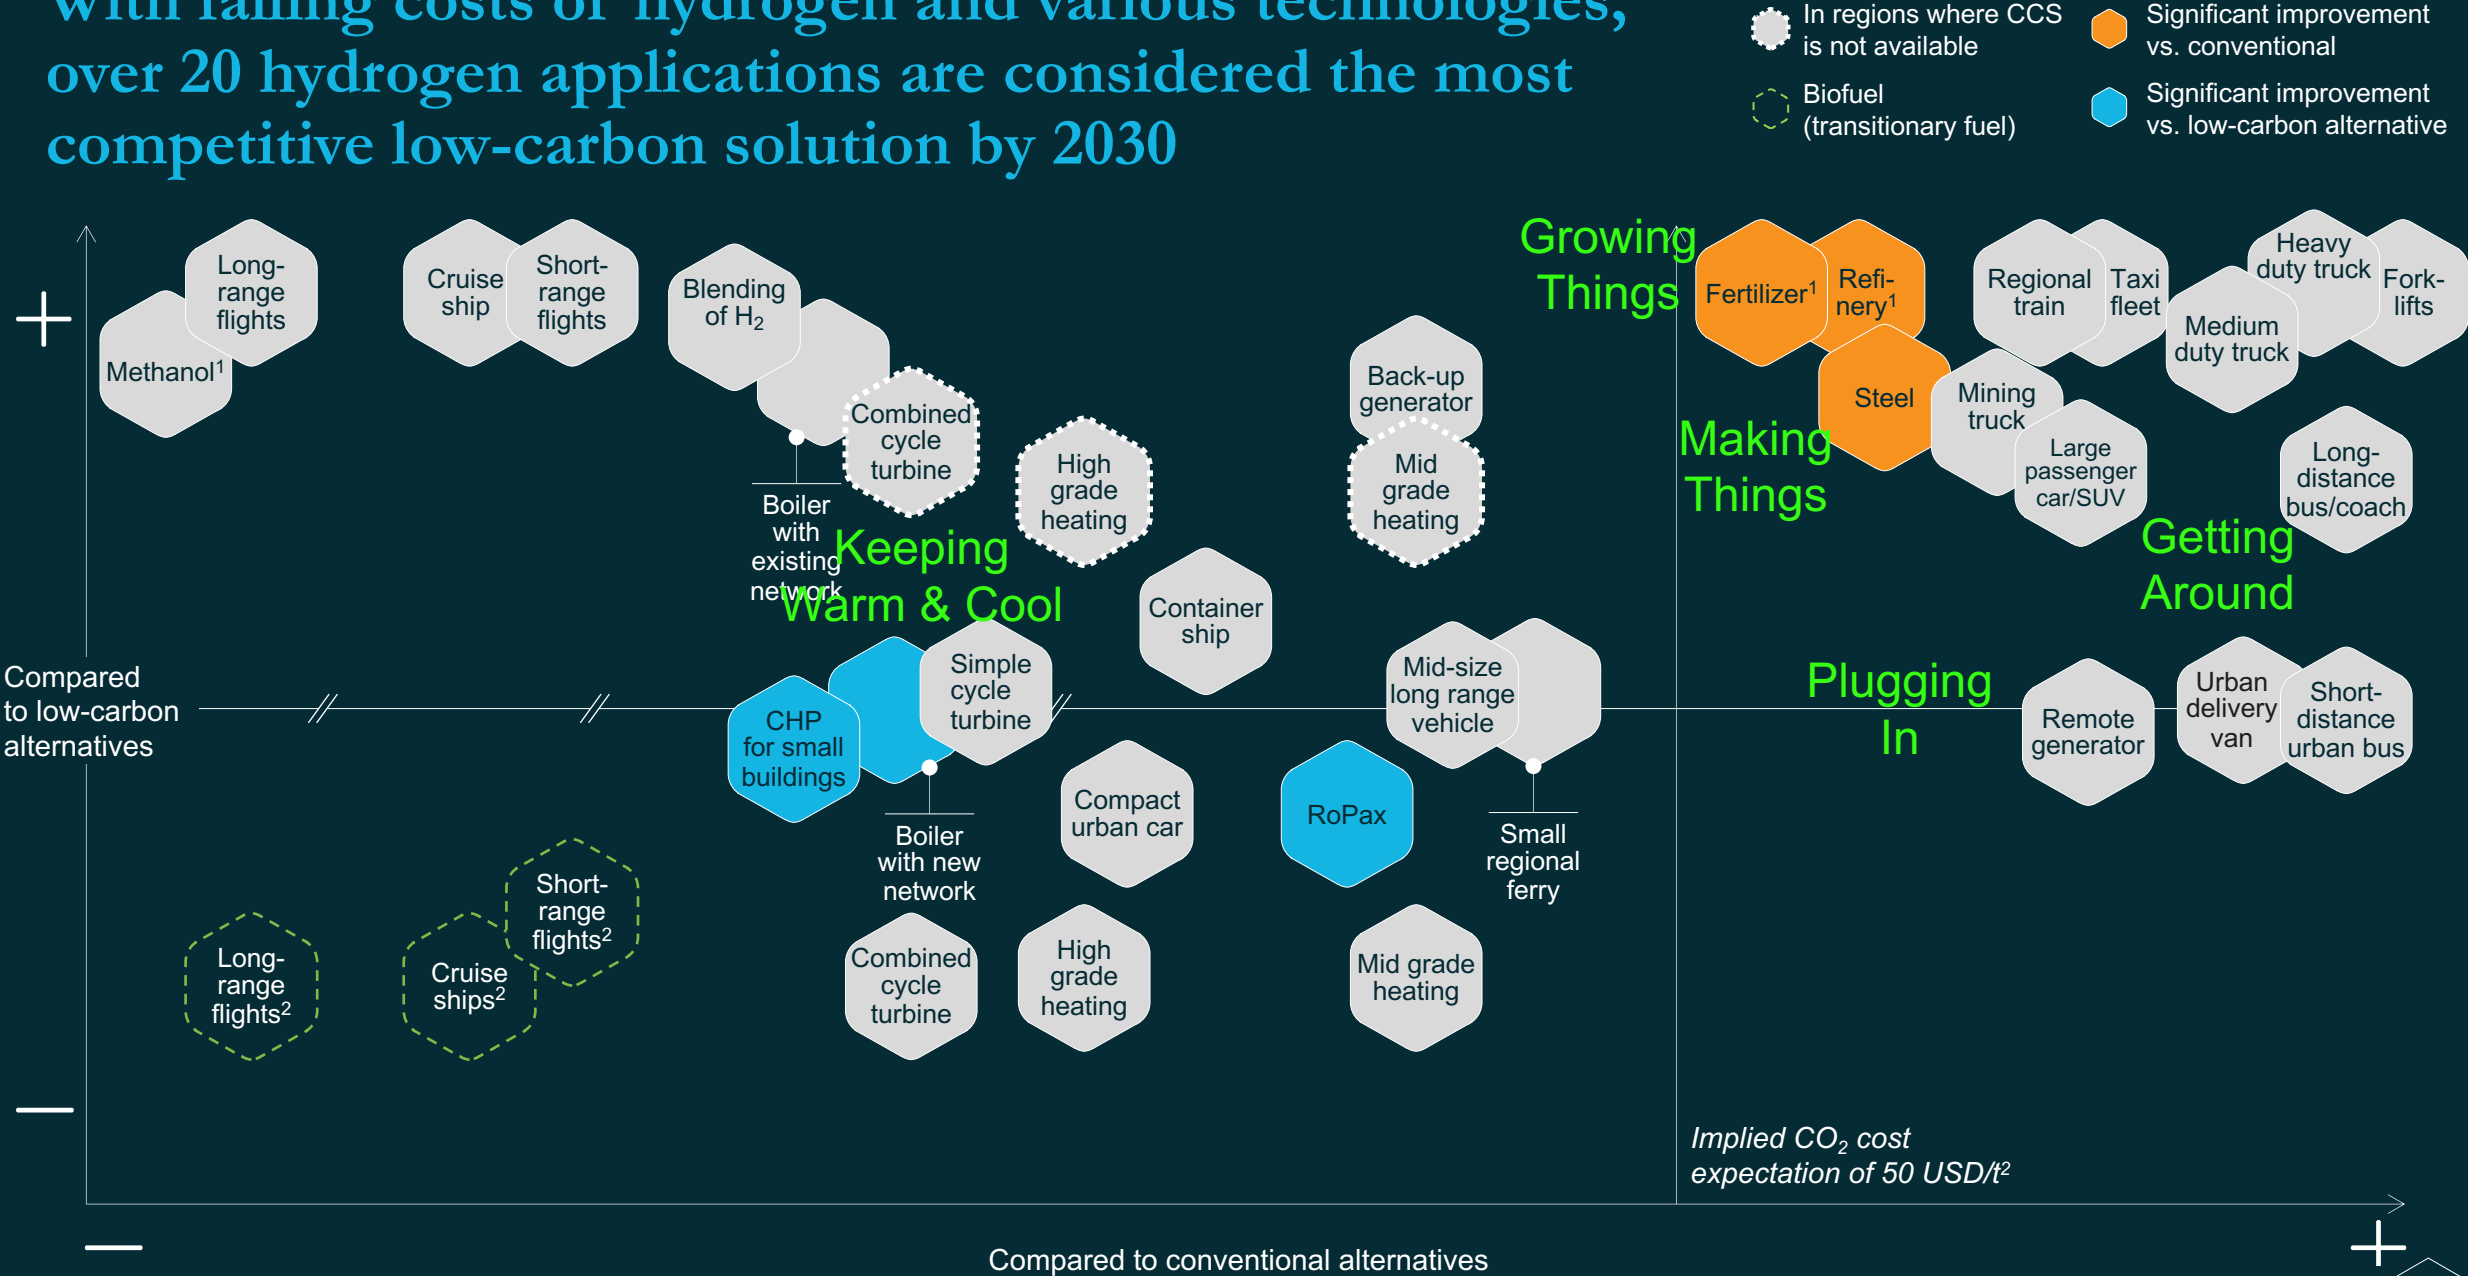 With falling costs of hydrogen and various technologies,
over 20 hydrogen applications are considered the most
competitive low-carbon solution by 2030
In regions where CCS
is not available
Significant improvement
vs. conventional
Biofuel
(transitionary fuel)
Significant improvement
vs. low-carbon alternative
Methanol¹
Long-
range
flights
Cruise
ship
Short-
range
flights
Blending
of H₂
Boiler
with
existing
network
Combined
cycle
turbine
High
grade
heating
Back-up
generator
Mid
grade
heating
Container
ship
Keeping
Warm & Cool
Growing
Things
Fertilizer¹
Refi-
nery¹
Steel
Making
Things
Regional
train
Taxi
fleet
Mining
truck
Large
passenger
car/SUV
Medium
duty truck
Heavy
duty truck
Fork-
lifts
Long-
distance
bus/coach
Getting
Around
Compared
to low-carbon
alternatives
CHP
for small
buildings
Simple
cycle
turbine
Boiler
with new
network
Compact
urban car
RoPax
Mid-size
long range
vehicle
Small
regional
ferry
Plugging
In
Remote
generator
Urban
delivery
van
Short-
distance
urban bus
Long-
range
flights²
Cruise
ships²
Short-
range
flights²
Combined
cycle
turbine
High
grade
heating
Mid grade
heating
Implied CO₂ cost
expectation of 50 USD/t²
Compared to conventional alternatives